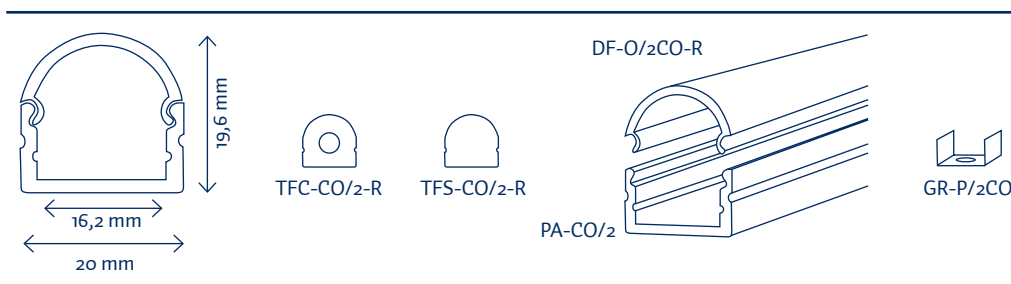 DF-O/2CO-R
19,6 mm
TFC-CO/2-R
TFS-CO/2-R
GR-P/2CO
16,2 mm
PA-CO/2
20 mm